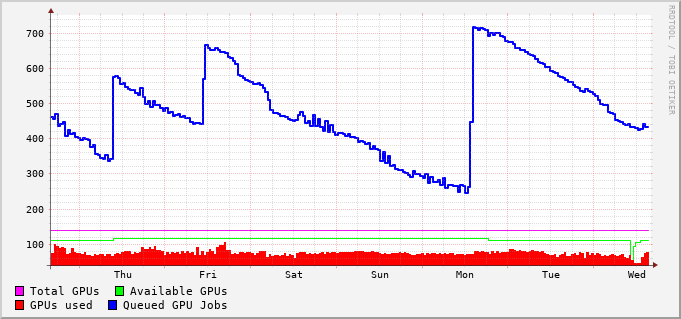 RRDTOOL / TOBI OETIKER
700
600
500
400
300
200
100
Thu Fri Sat Sun Mon Tue Wed
Total GPUs Available GPUs
GPUs used Queued GPU Jobs